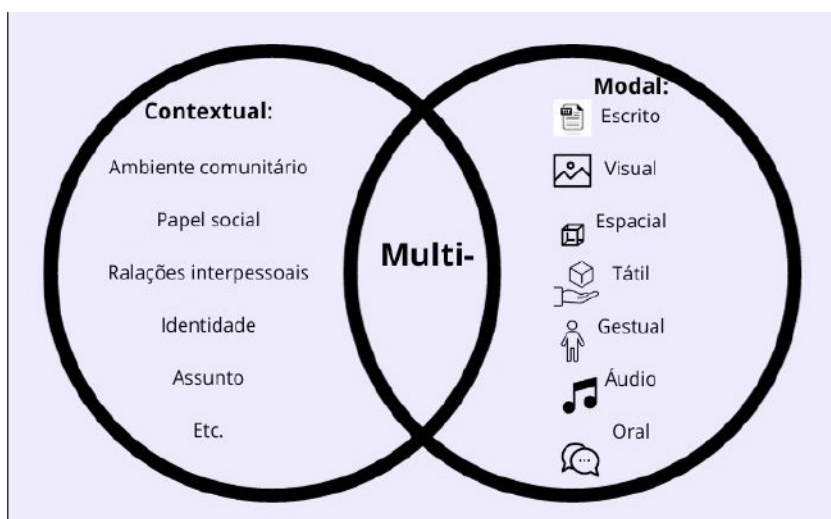 Contextual:
Ambiente comunitário
Papel social
Ralações interpessoais
Identidade
Assunto
Etc.
Multi-
Modal:
Escrito
Visual
Espacial
Tátil
Gestual
Áudio
Oral